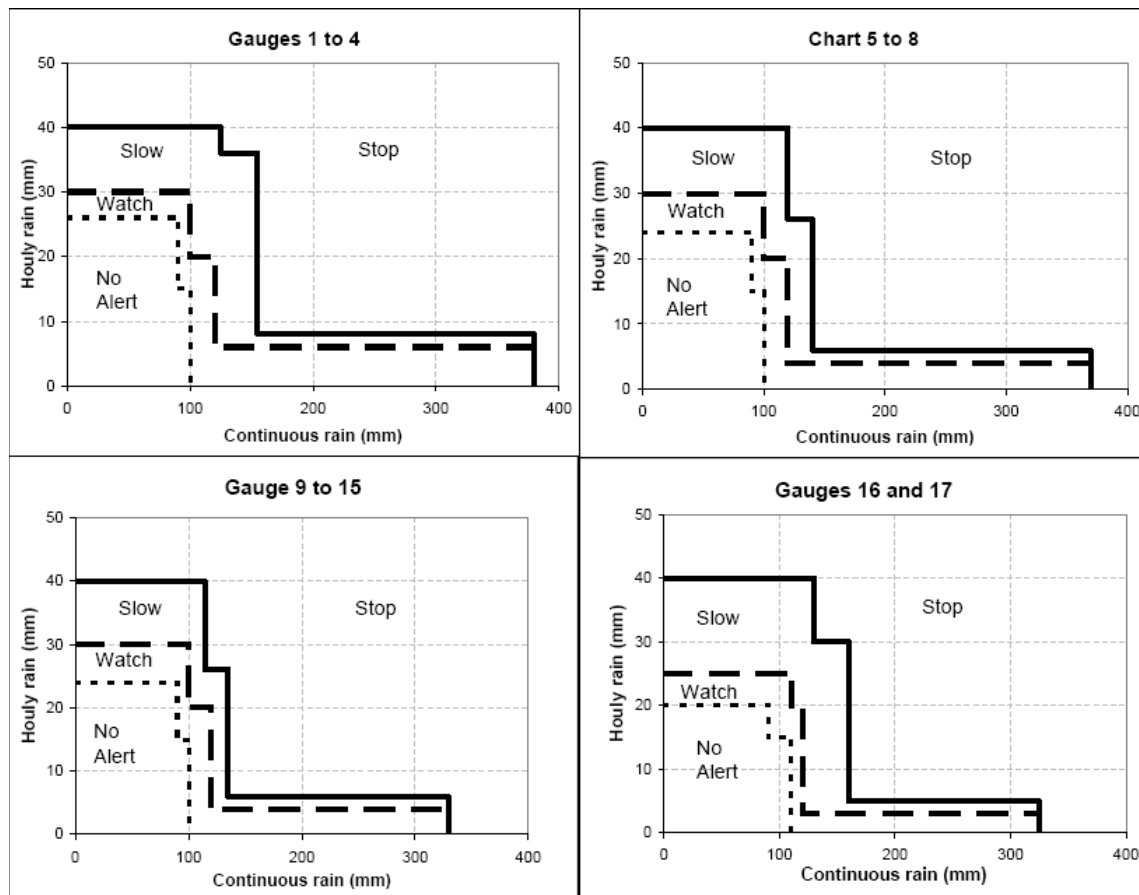 Gauges 1 to 4
50
40
30
20
10
0
Houly rain (mm)
Slow
Stop
Watch
No
Alert
0 100 200 300 400
Continuous rain (mm)
Chart 5 to 8
50
40
30
20
10
0
Houly rain (mm)
Slow
Stop
Watch
No
Alert
0 100 200 300 400
Continuous rain (mm)
Gauge 9 to 15
50
40
30
20
10
0
Houly rain (mm)
Slow
Stop
Watch
No
Alert
0 100 200 300 400
Continuous rain (mm)
Gauges 16 and 17
50
40
30
20
10
0
Houly rain (mm)
Slow
Stop
Watch
No
Alert
0 100 200 300 400
Continuous rain (mm)